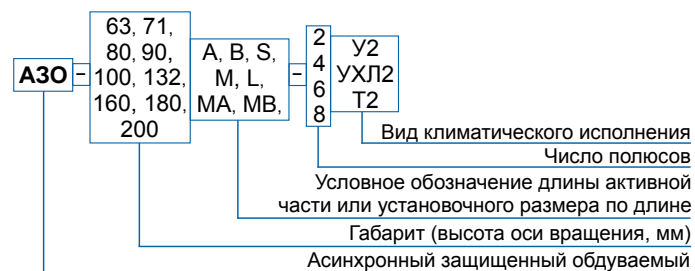 АЗО
–
63, 71,
80, 90,
100, 132,
160, 180,
200
A, B, S,
M, L,
MA, MB,
–
2
4
6
8
У2
УХЛ2
Т2
Вид климатического исполнения
Число полюсов
Условное обозначение длины активной
части или установочного размера по длине
Габарит (высота оси вращения, мм)
Асинхронный защищенный обдуваемый